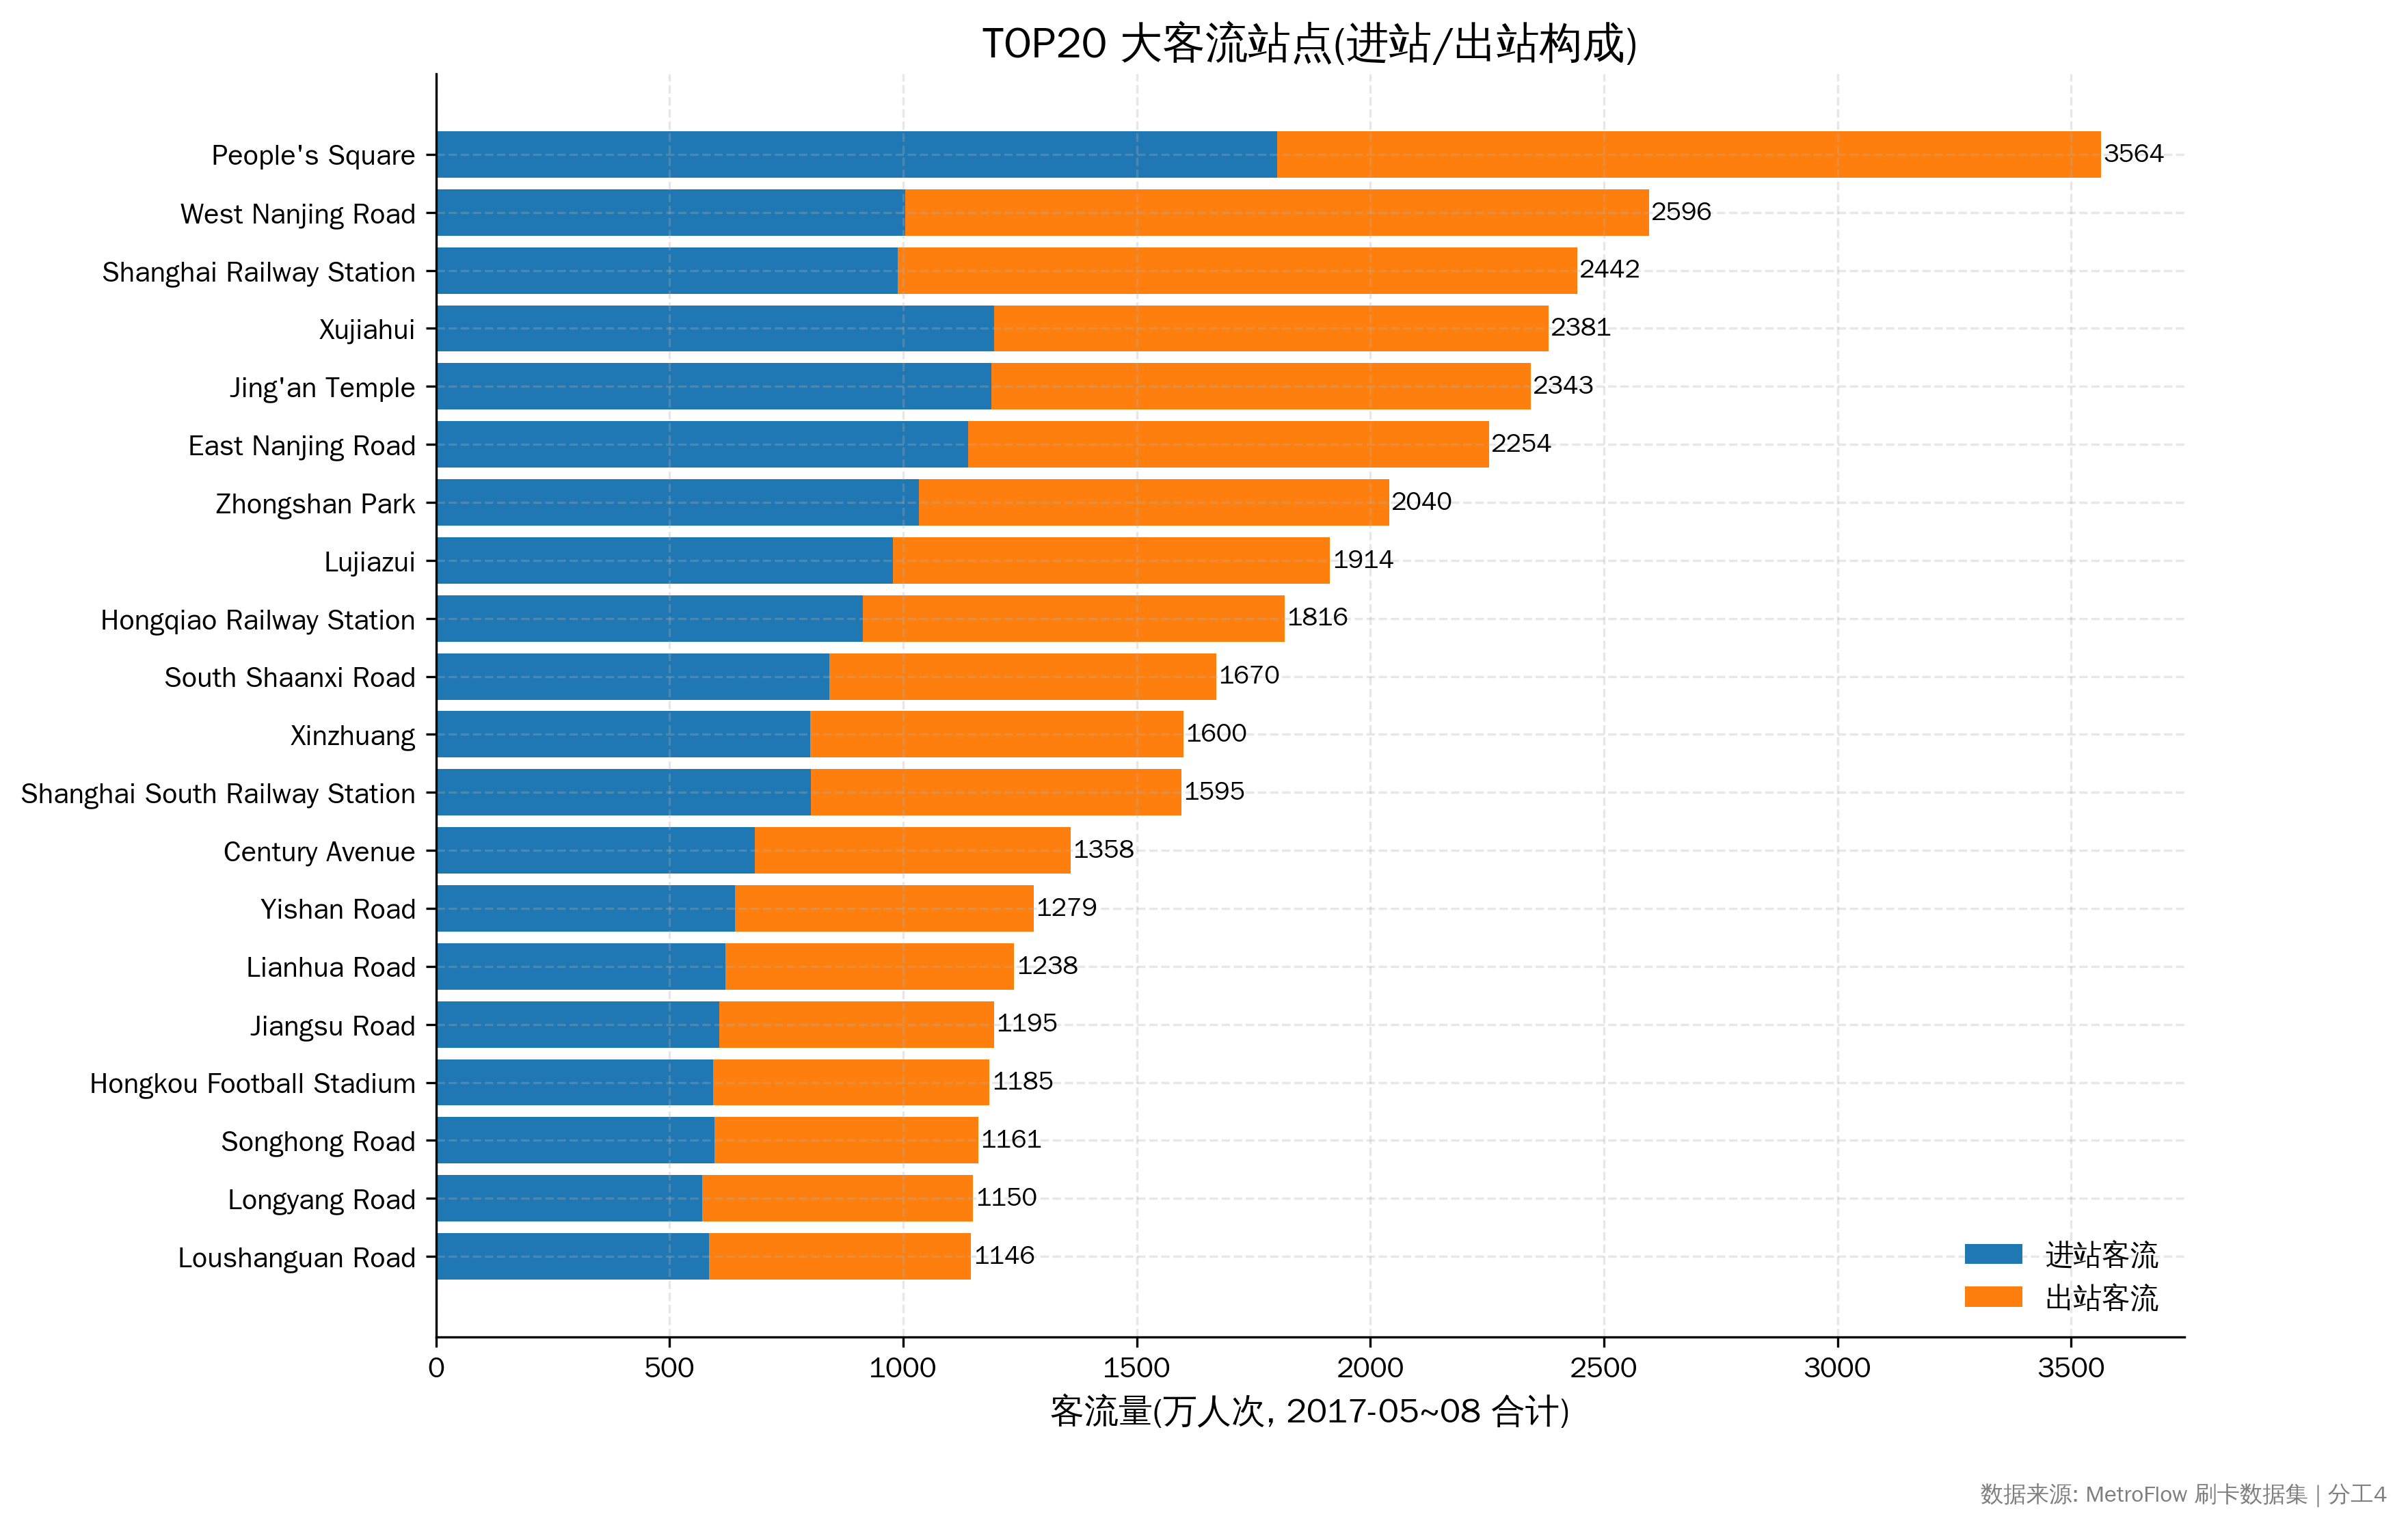 TOP20 大客流站点(进站/出站构成)
People's Square 3564
West Nanjing Road 2596
Shanghai Railway Station 2442
Xujiahui 2381
Jing'an Temple 2343
East Nanjing Road 2254
Zhongshan Park 2040
Lujiazui 1914
Hongqiao Railway Station 1816
South Shaanxi Road 1670
Xinzhuang 1600
Shanghai South Railway Station 1595
Century Avenue 1358
Yishan Road 1279
Lianhua Road 1238
Jiangsu Road 1195
Hongkou Football Stadium 1185
Songhong Road 1161
Longyang Road 1150
Loushanguan Road 1146
进站客流
出站客流
0 500 1000 1500 2000 2500 3000 3500
客流量(万人次, 2017-05~08 合计)
数据来源: MetroFlow 刷卡数据集 | 分工4